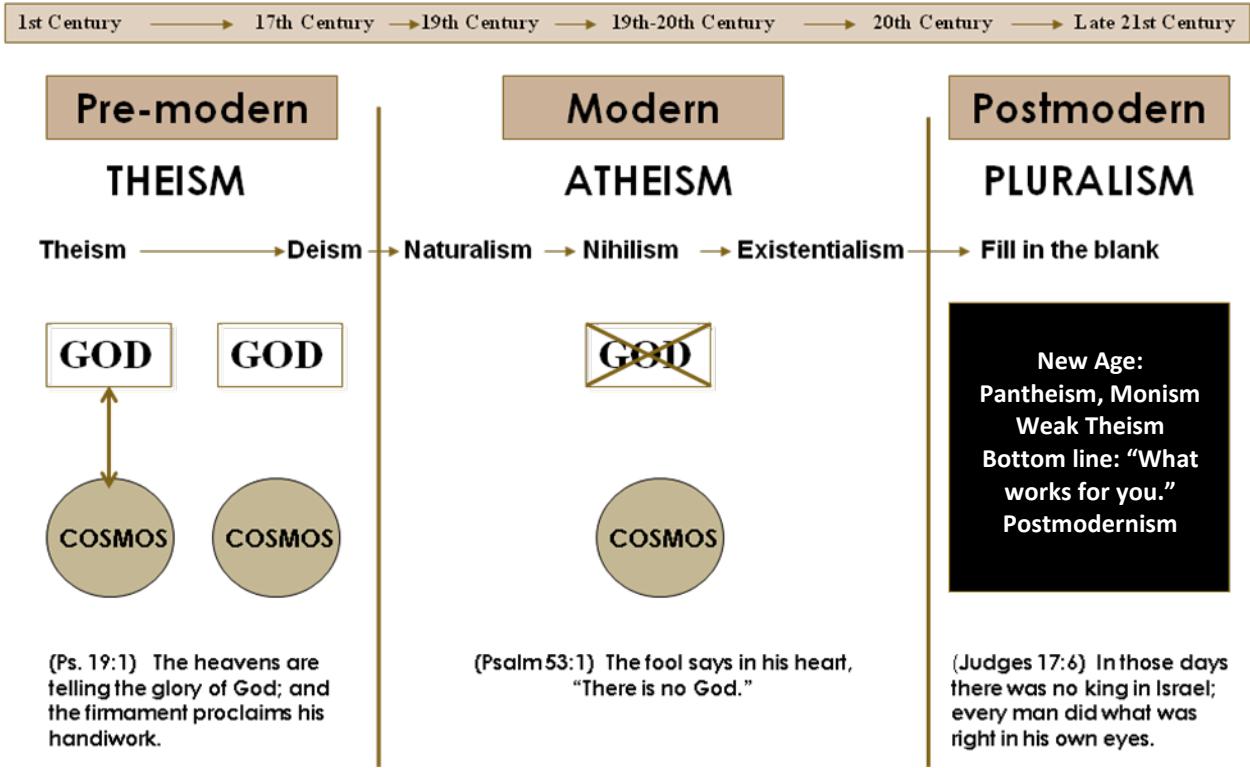 1st Century 17th Century 19th Century 19th-20th Century 20th Century Late 21st Century
Pre-modern Modern Postmodern
THEISM ATHEISM PLURALISM
Theism Deism Naturalism Nihilism Existentialism Fill in the blank
GOD GOD GOD
COSMOS COSMOS COSMOS
New Age:
Pantheism, Monism
Weak Theism
Bottom line: “What
works for you.”
Postmodernism
(Ps. 19:1) The heavens are
telling the glory of God; and
the firmament proclaims his
handiwork.
(Psalm 53:1) The fool says in his heart,
“There is no God.”
(Judges 17:6) In those days
there was no king in Israel;
every man did what was
right in his own eyes.